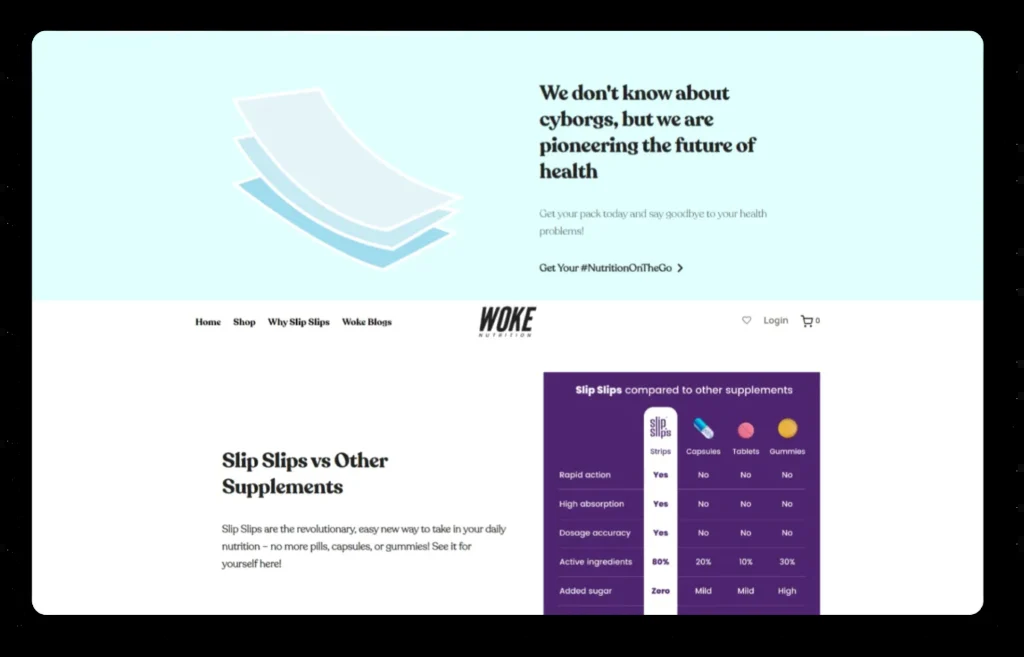 We don't know about
cyborgs, but we are
pioneering the future of
health
Get your pack today and say goodbye to your health
problems!
Get Your #NutritionOnTheGo >
Home Shop Why Slip Slips Woke Blogs
WOKE
NUTRITION
Login 0
Slip Slips vs Other
Supplements
Slip Slips are the revolutionary, easy new way to take in your daily
nutrition – no more pills, capsules, or gummies! See it for
yourself here!
Slip Slips compared to other supplements
slip
slips
Strips Capsules Tablets Gummies
Rapid action Yes No No No
High absorption Yes No No No
Dosage accuracy Yes No No No
Active ingredients 80% 20% 10% 30%
Added sugar Zero Mild Mild High